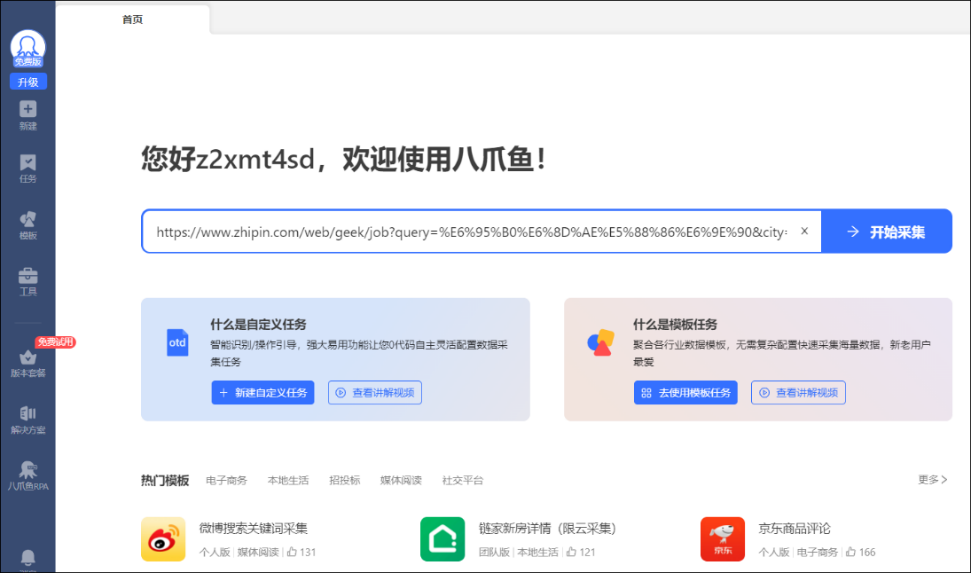 首页
免费版
升级
新建
任务
模板
工具
免费试用
版本套餐
解决方案
八爪鱼RPA
您好z2xmt4sd，欢迎使用八爪鱼！
https://www.zhipin.com/web/geek/job?query=%E6%95%B0%E6%8D%AE%E5%88%86%E6%9E%90&city=
开始采集
什么是自定义任务
otd
智能识别/操作引导，强大易用功能让您0代码自主灵活配置数据采
集任务
新建自定义任务
查看讲解视频
什么是模板任务
聚合各行业数据模板，无需复杂配置快速采集海量数据，新老用户
最爱
去使用模板任务
查看讲解视频
热门模板 电子商务 本地生活 招投标 媒体阅读 社交平台 更多
微博搜索关键词采集
个人版 | 媒体阅读 | 131
链家新房详情（限云采集）
团队版 | 本地生活 | 121
京东
京东商品评论
个人版 | 电子商务 | 166